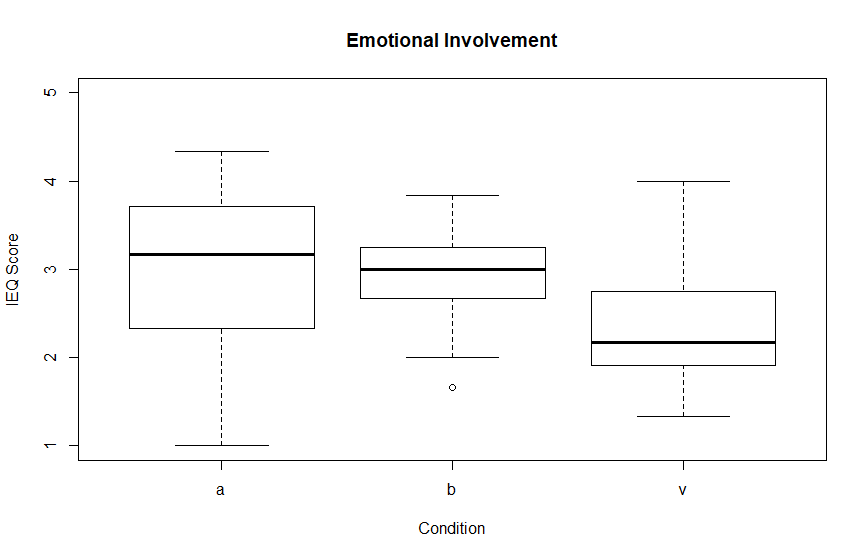 Emotional Involvement
5
4
3
2
1
IEQ Score
a b v
Condition